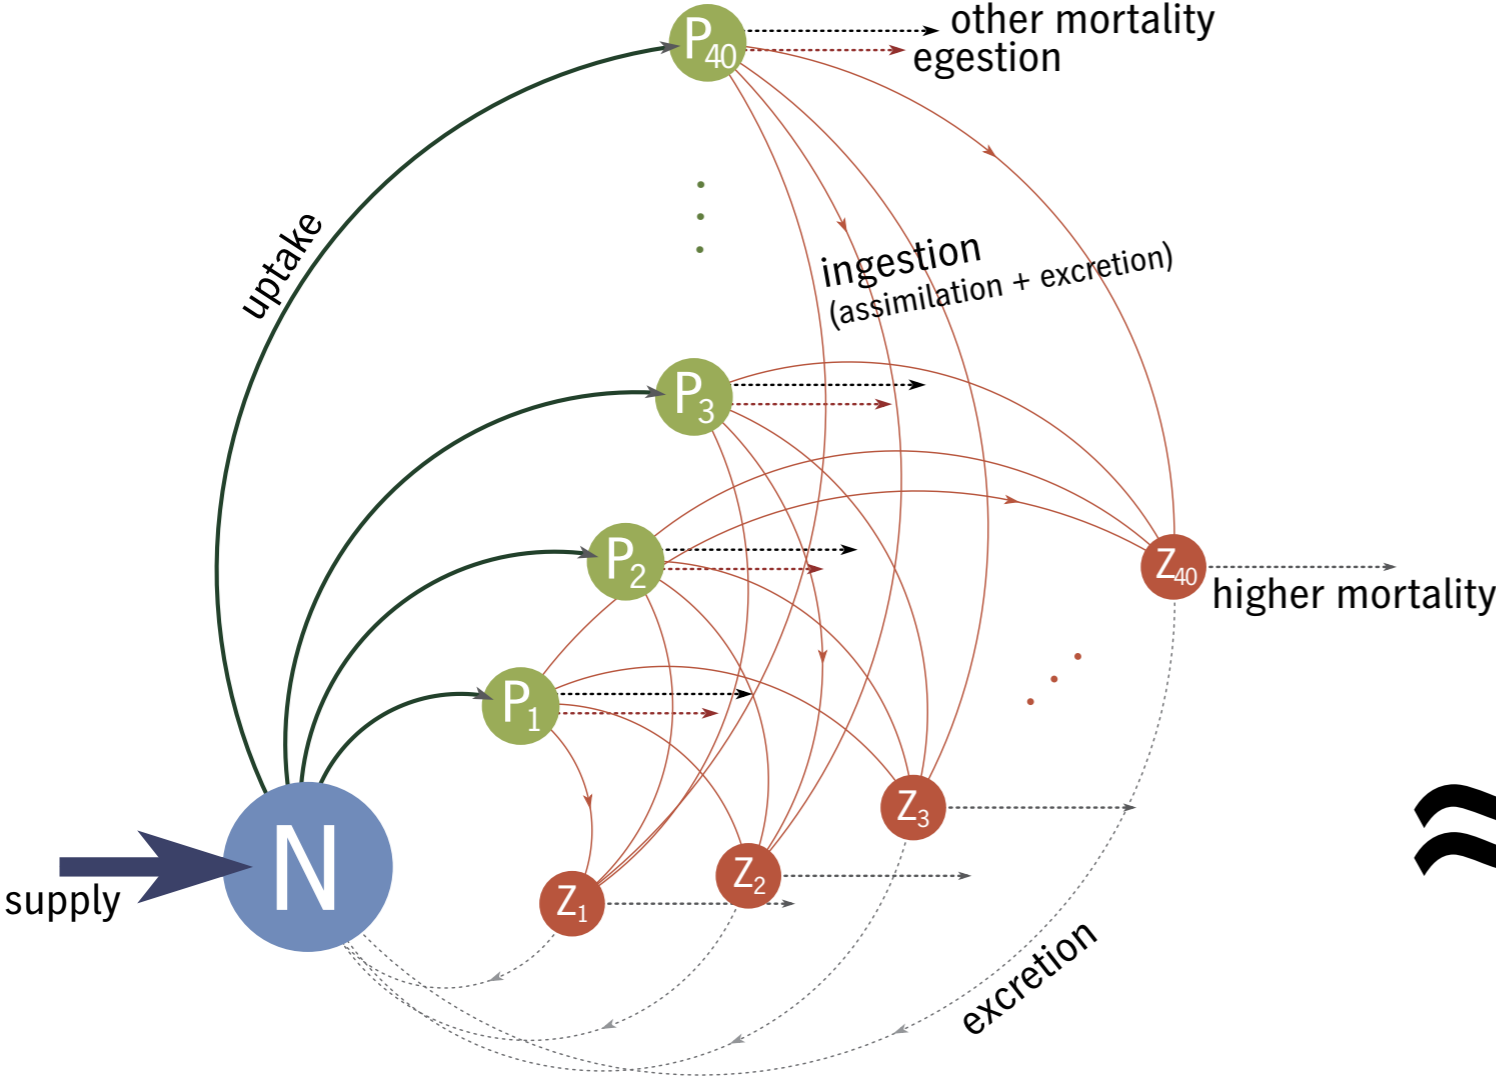 P40
other mortality
egestion
uptake
ingestion
(assimilation + excretion)
P3
P2
Z40
higher mortality
P1
Z3
N
supply
Z2
Z1
excretion
≈